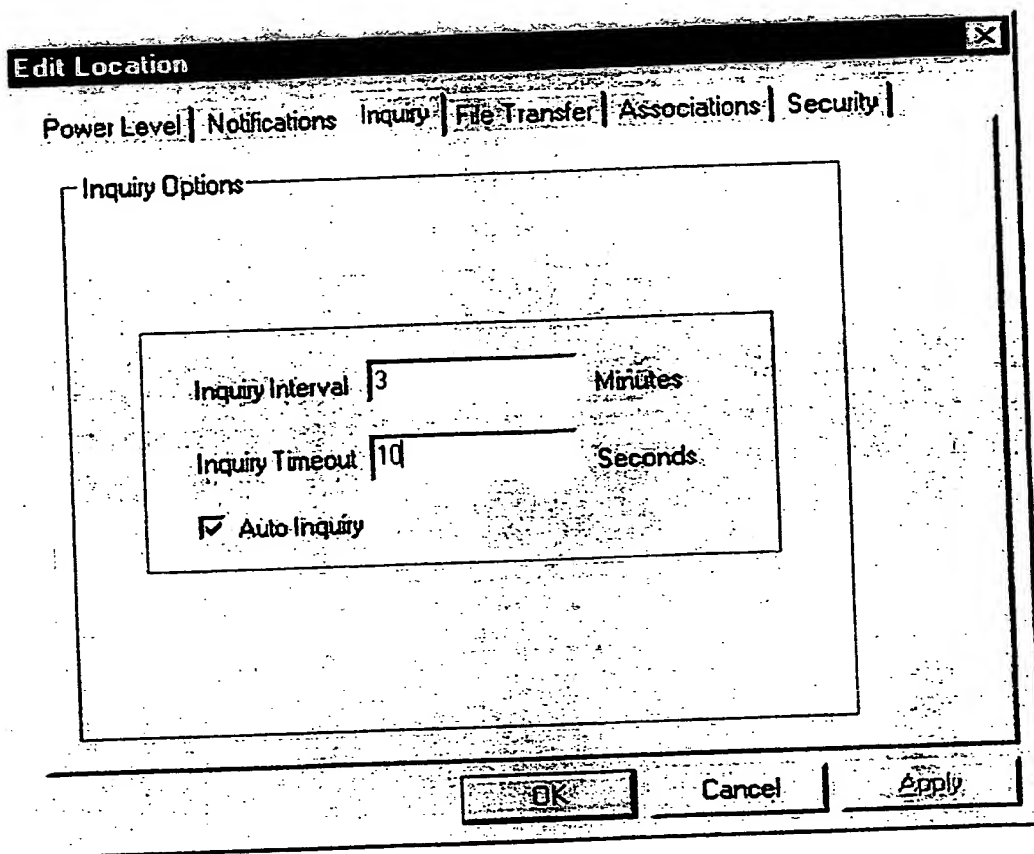 Edit Location
Power Level Notifications Inquiry File Transfer Associations Security
Inquiry Options
Inquiry Interval 3 Minutes
Inquiry Timeout 10 Seconds
Auto Inquiry
OK Cancel Apply